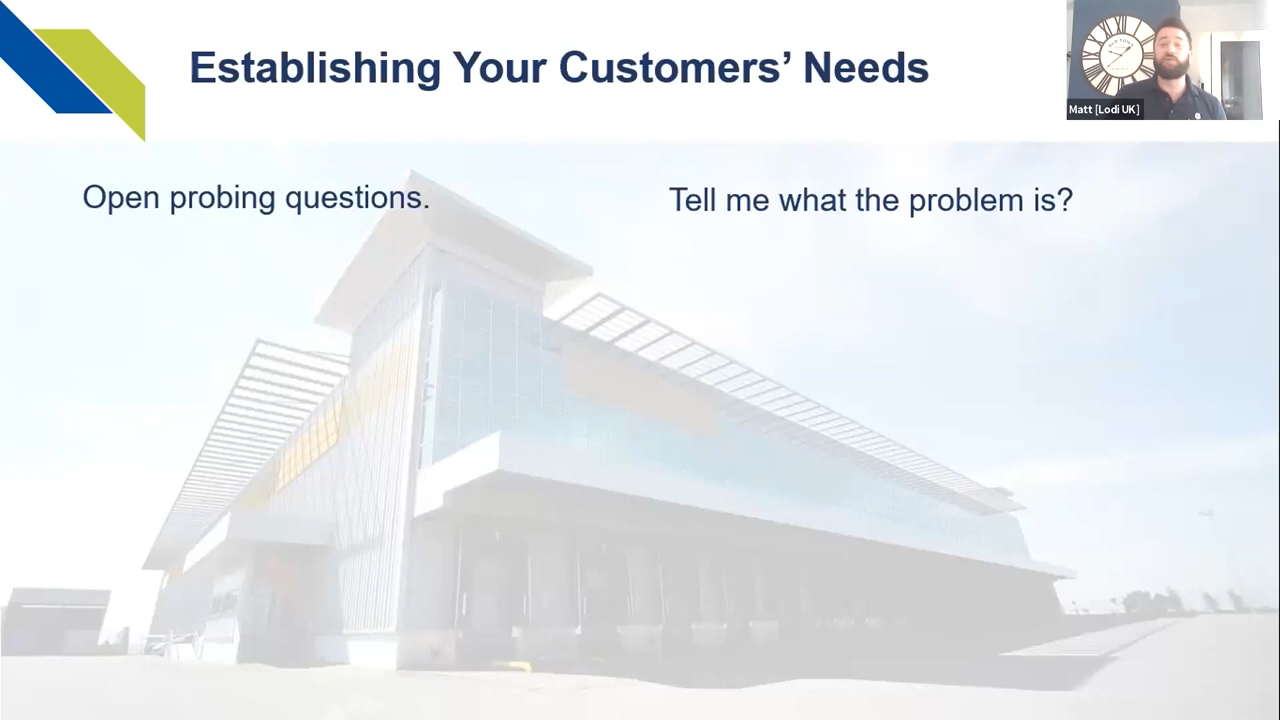 Establishing Your Customers’ Needs
Matt [Lodi UK]
Open probing questions.
Tell me what the problem is?